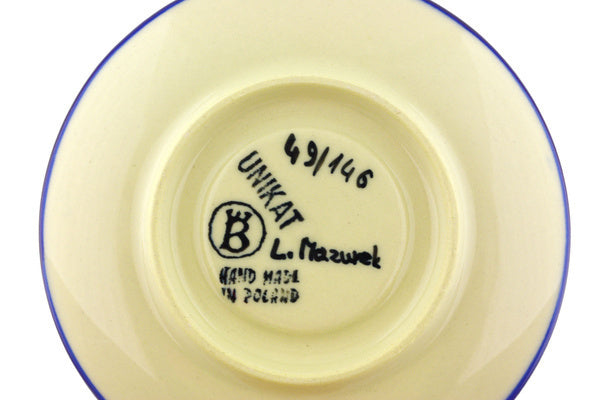 49/146
UNIKAT
B
L. Mazurek
HAND MADE
IN POLAND